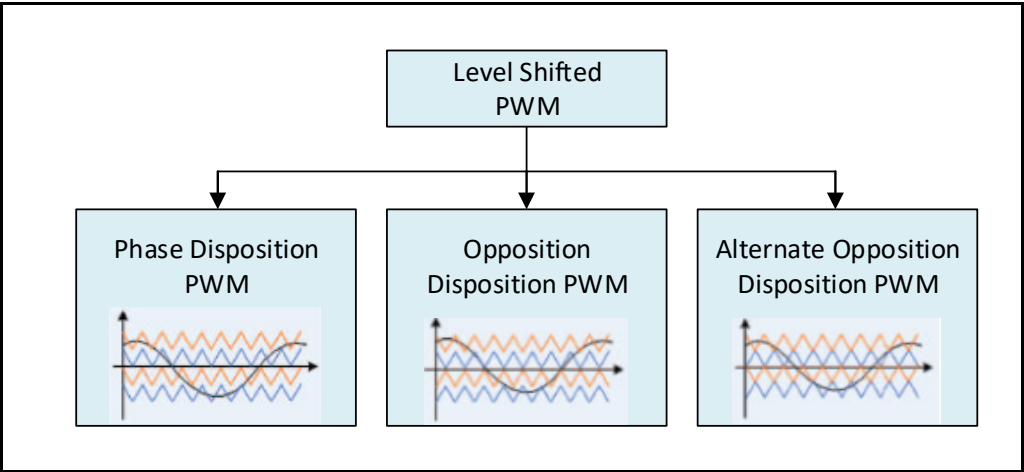 Level Shifted
PWM
Phase Disposition
PWM
Opposition
Disposition PWM
Alternate Opposition
Disposition PWM